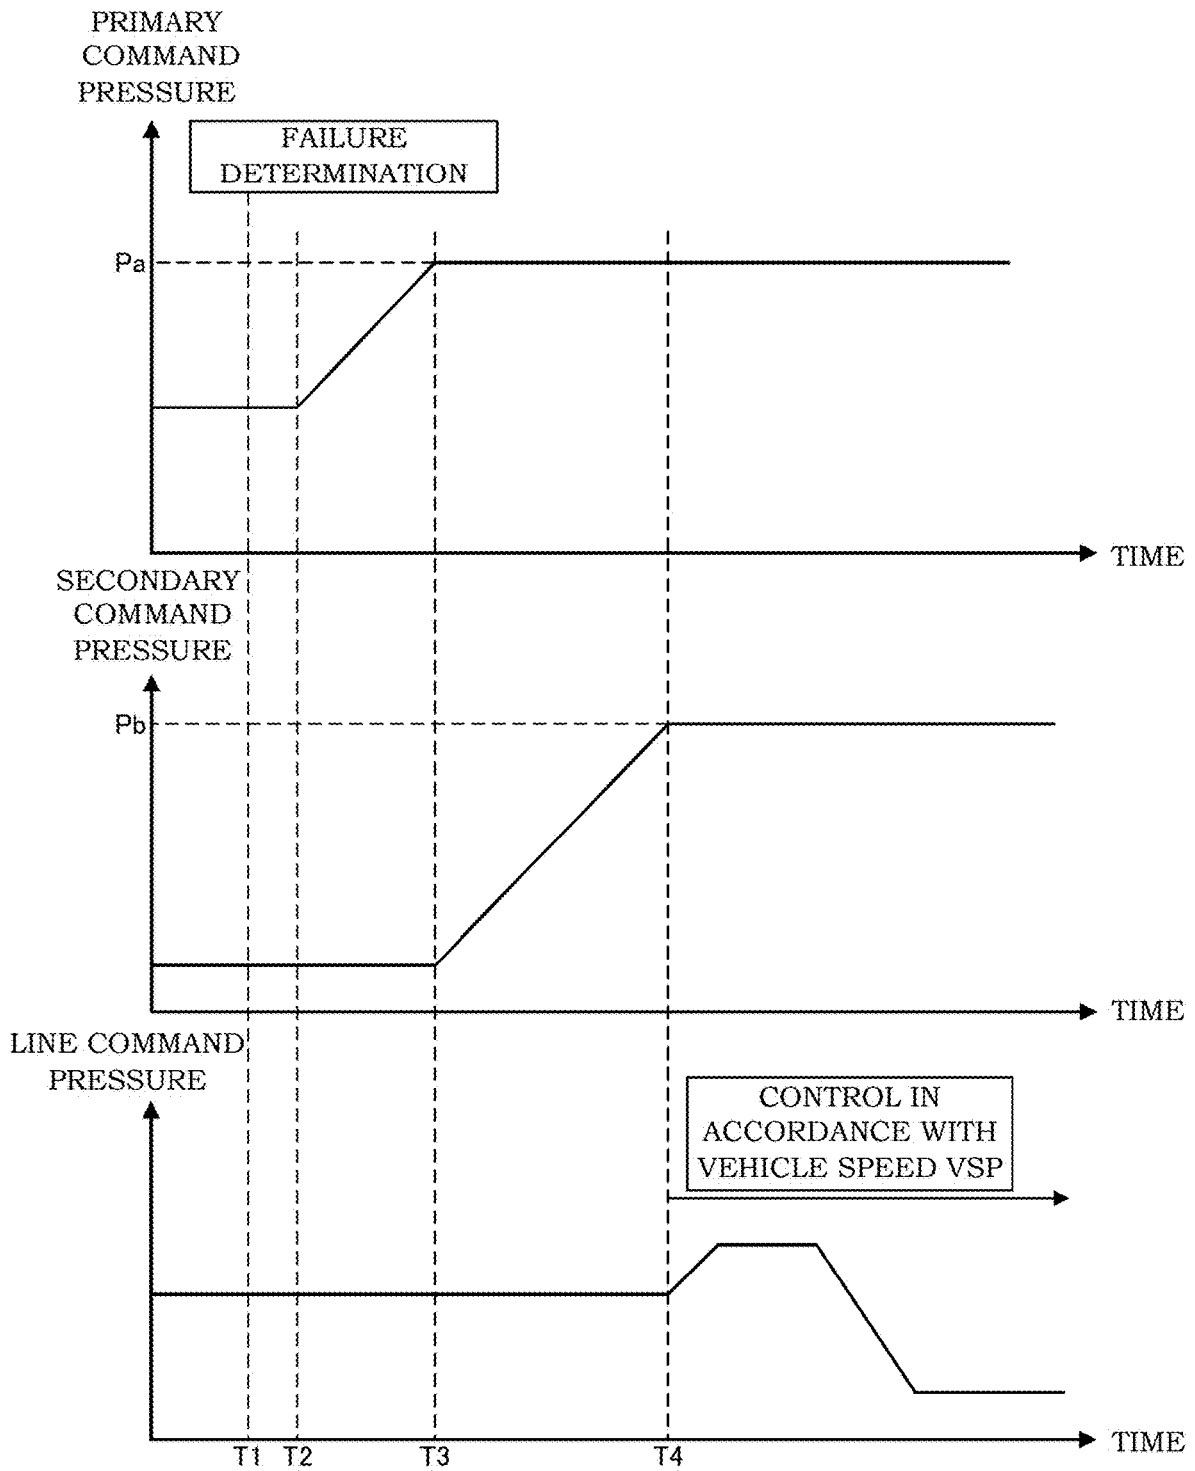 PRIMARY
COMMAND
PRESSURE
FAILURE
DETERMINATION
Pa
TIME
SECONDARY
COMMAND
PRESSURE
Pb
TIME
LINE COMMAND
PRESSURE
CONTROL IN
ACCORDANCE WITH
VEHICLE SPEED VSP
T1 T2 T3 T4
TIME